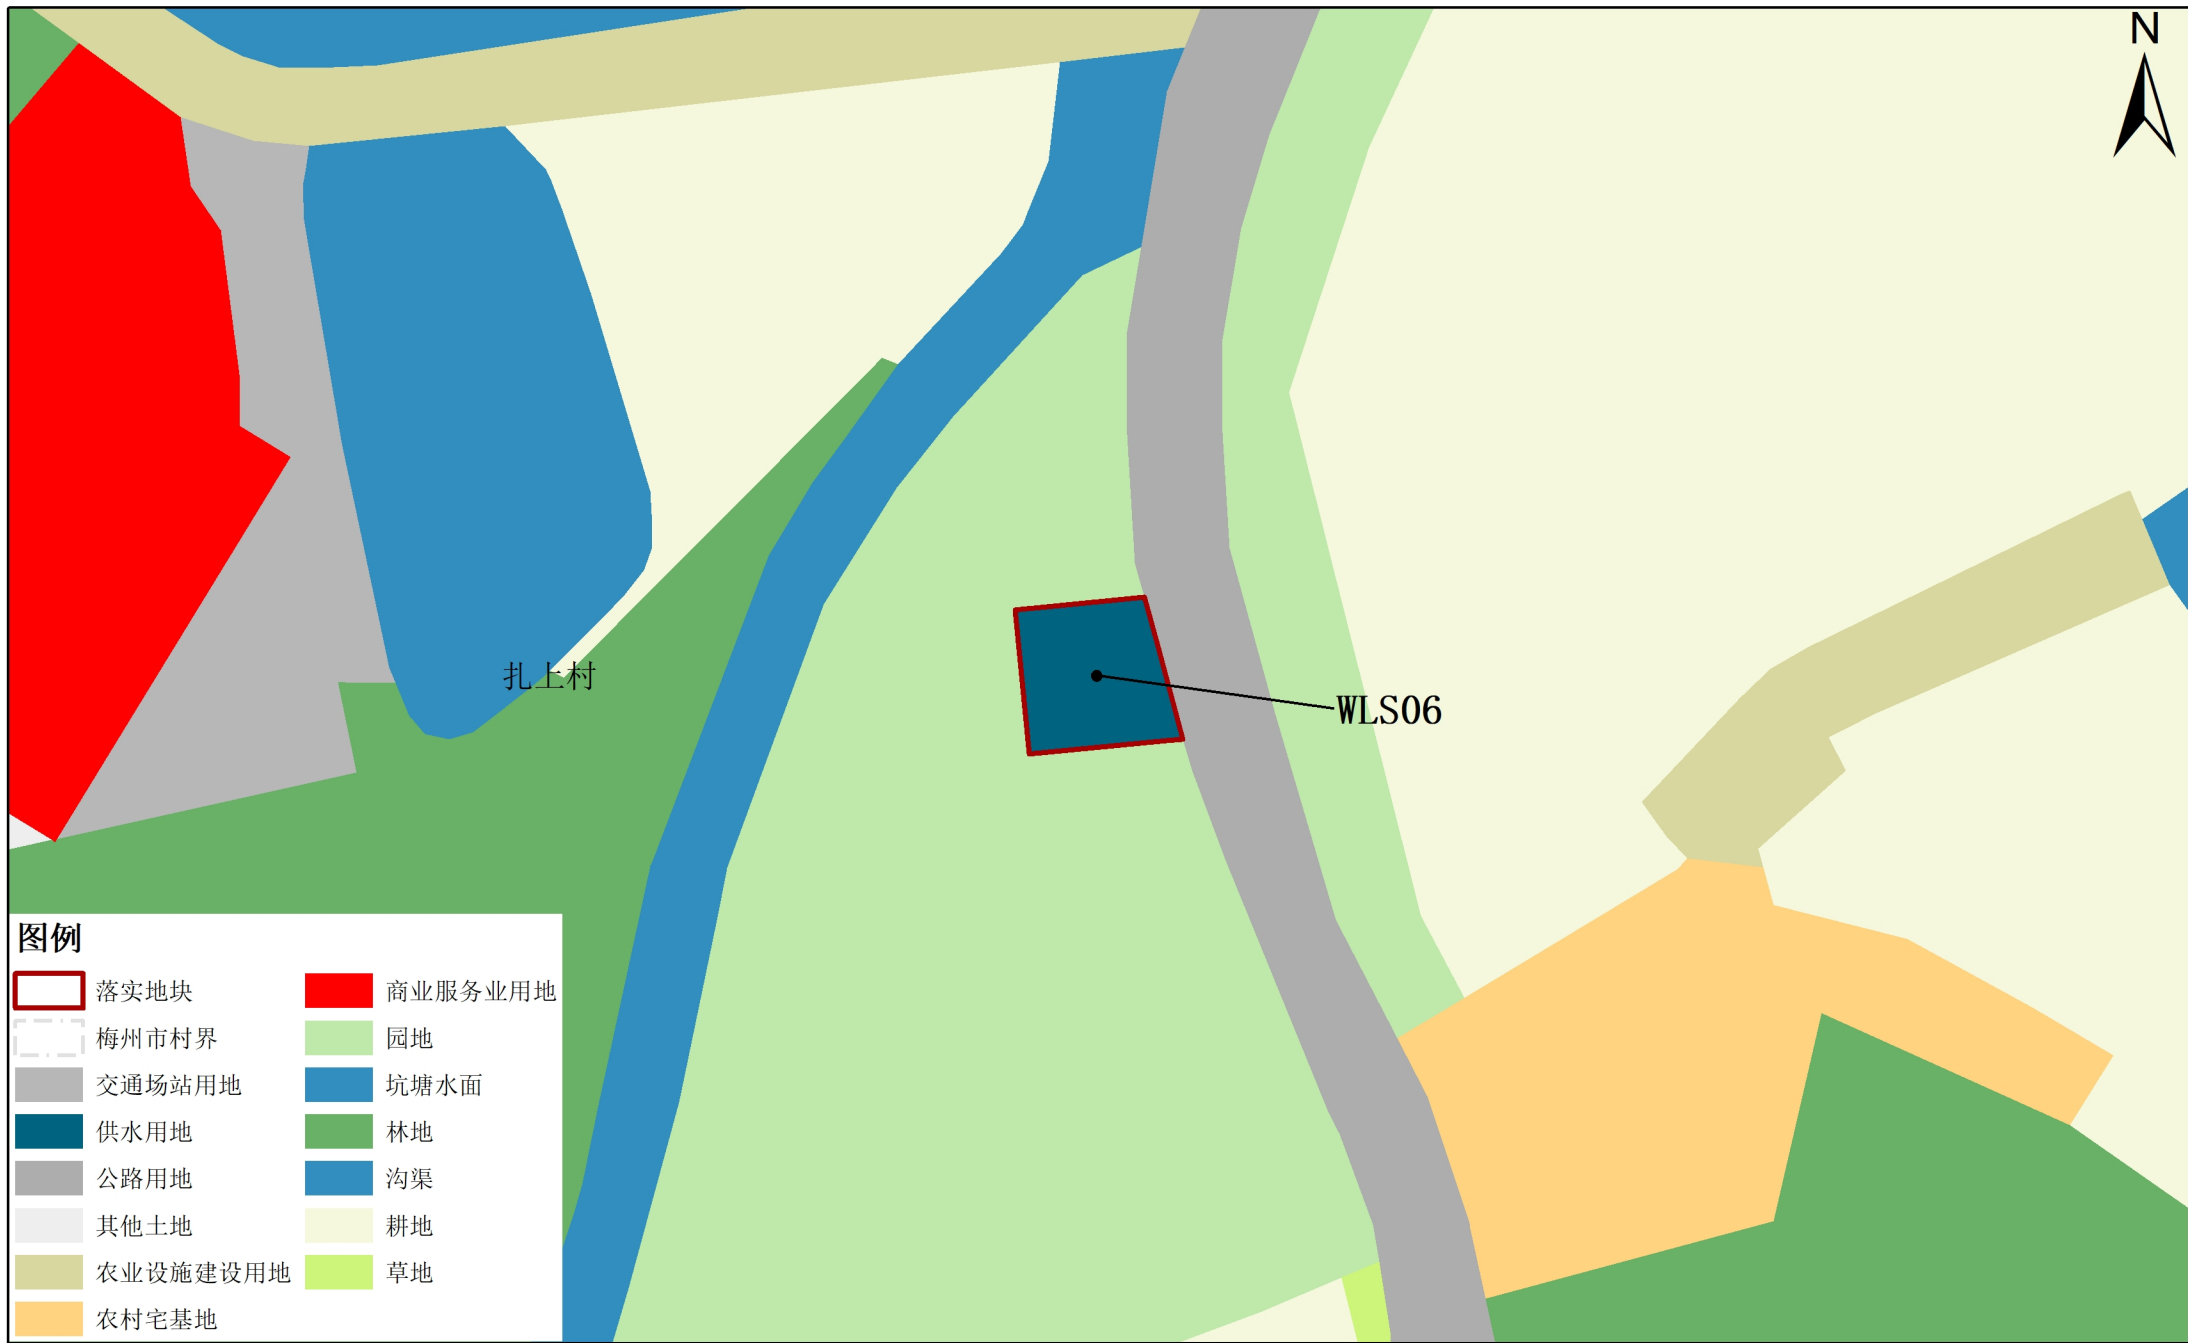 N
扎上村
WLS06
图例
落实地块
商业服务业用地
梅州市村界
园地
交通场站用地
坑塘水面
供水用地
林地
公路用地
沟渠
其他土地
耕地
农业设施建设用地
草地
农村宅基地